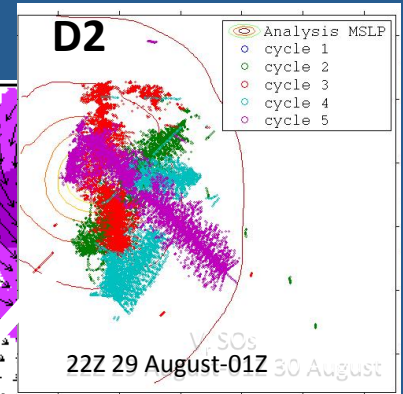 D2
Analysis MSLP
cycle 1
cycle 2
cycle 3
cycle 4
cycle 5
SOs
22Z 29 August-01Z 30 August